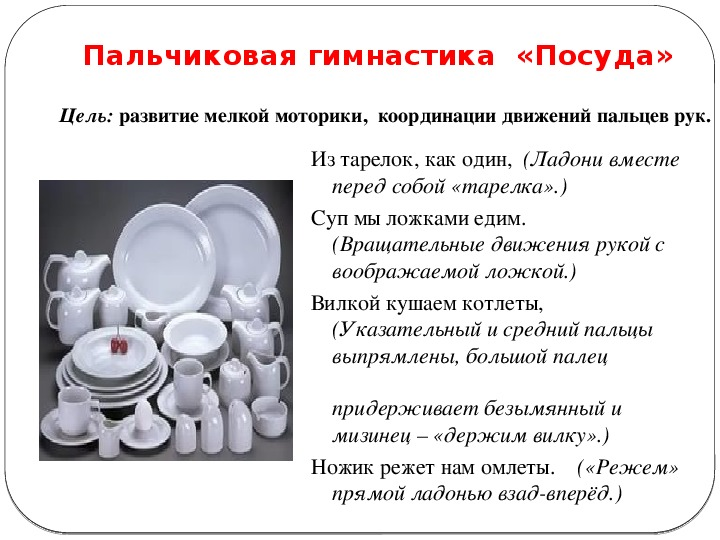 Пальчиковая гимнастика «Посуда»
Цель: развитие мелкой моторики, координации движений пальцев рук.
Из тарелок, как один, (Ладони вместе
перед собой «тарелка».)
Суп мы ложками едим.
(Вращательные движения рукой с
воображаемой ложкой.)
Вилкой кушаем котлеты,
(Указательный и средний пальцы
выпрямлены, большой палец
придерживает безымянный и
мизинец – «держим вилку».)
Ножик режет нам омлеты. («Режем»
прямой ладонью взад-вперёд.)